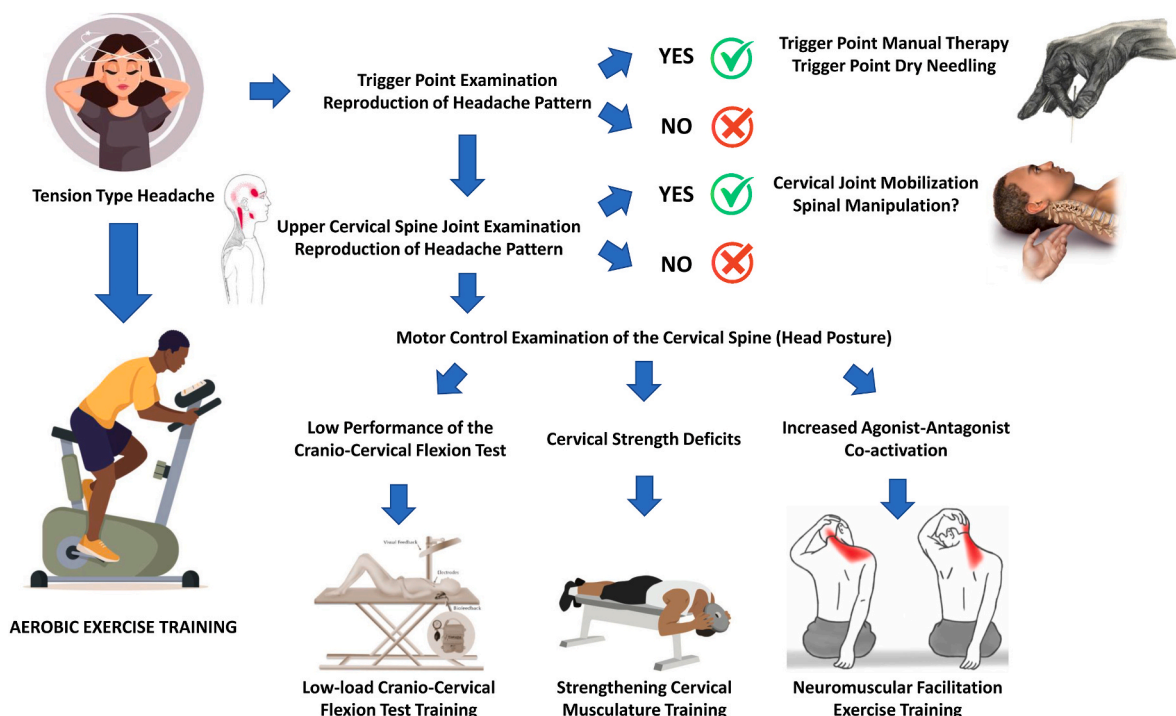 Tension Type Headache
Trigger Point Examination
Reproduction of Headache Pattern
YES
Trigger Point Manual Therapy
Trigger Point Dry Needling
NO
Upper Cervical Spine Joint Examination
Reproduction of Headache Pattern
YES
Cervical Joint Mobilization
Spinal Manipulation?
NO
Motor Control Examination of the Cervical Spine (Head Posture)
Low Performance of the
Cranio-Cervical Flexion Test
Cervical Strength Deficits
Increased Agonist-Antagonist
Co-activation
Visual Feedback
Electrodes
Biofeedback
AEROBIC EXERCISE TRAINING
Low-load Cranio-Cervical
Flexion Test Training
Strengthening Cervical
Musculature Training
Neuromuscular Facilitation
Exercise Training